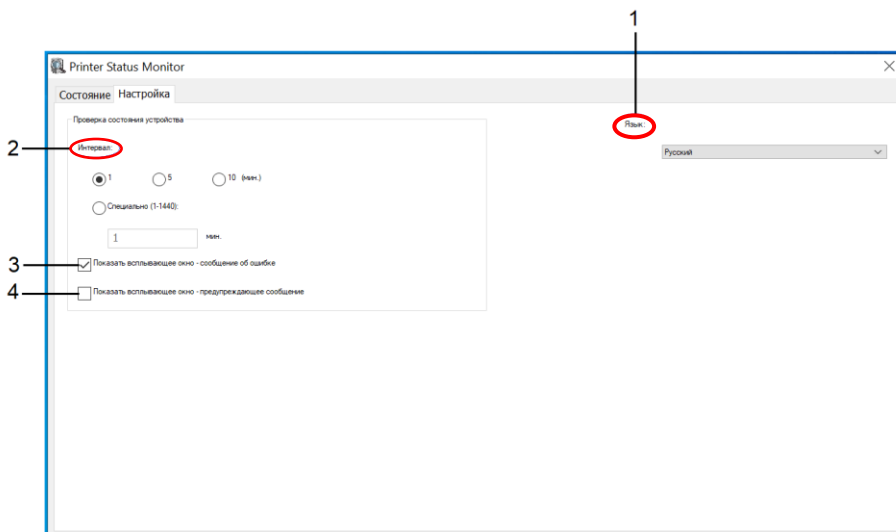 1
Printer Status Monitor
Состояние Настройка
Проверка состояния устройства
Язык:
2
Интервал:
Русский
1 5 10 (мин.)
Специально (1-1440):
1 мин.
3 Показать всплывающее окно - сообщение об ошибке
4 Показать всплывающее окно - предупреждающее сообщение